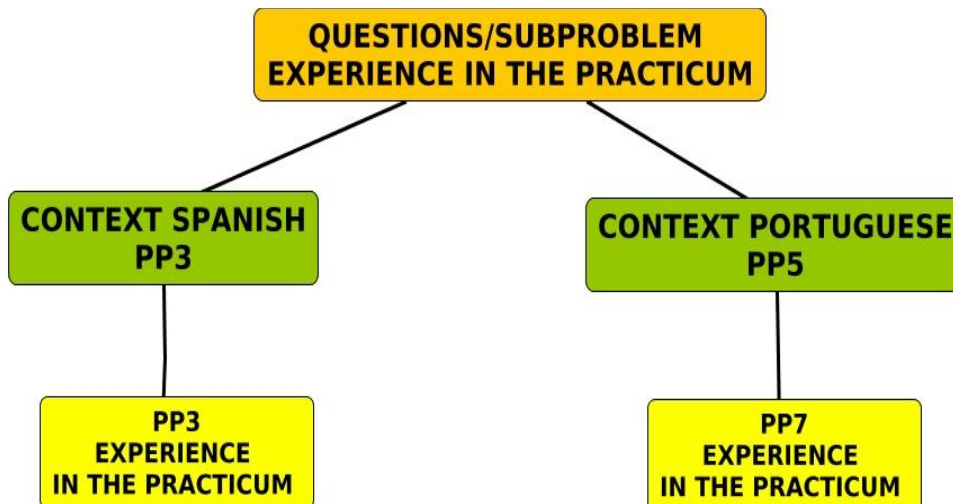 QUESTIONS/SUBPROBLEM
EXPERIENCE IN THE PRACTICUM
CONTEXT SPANISH
PP3
CONTEXT PORTUGUESE
PP5
PP3
EXPERIENCE
IN THE PRACTICUM
PP7
EXPERIENCE
IN THE PRACTICUM